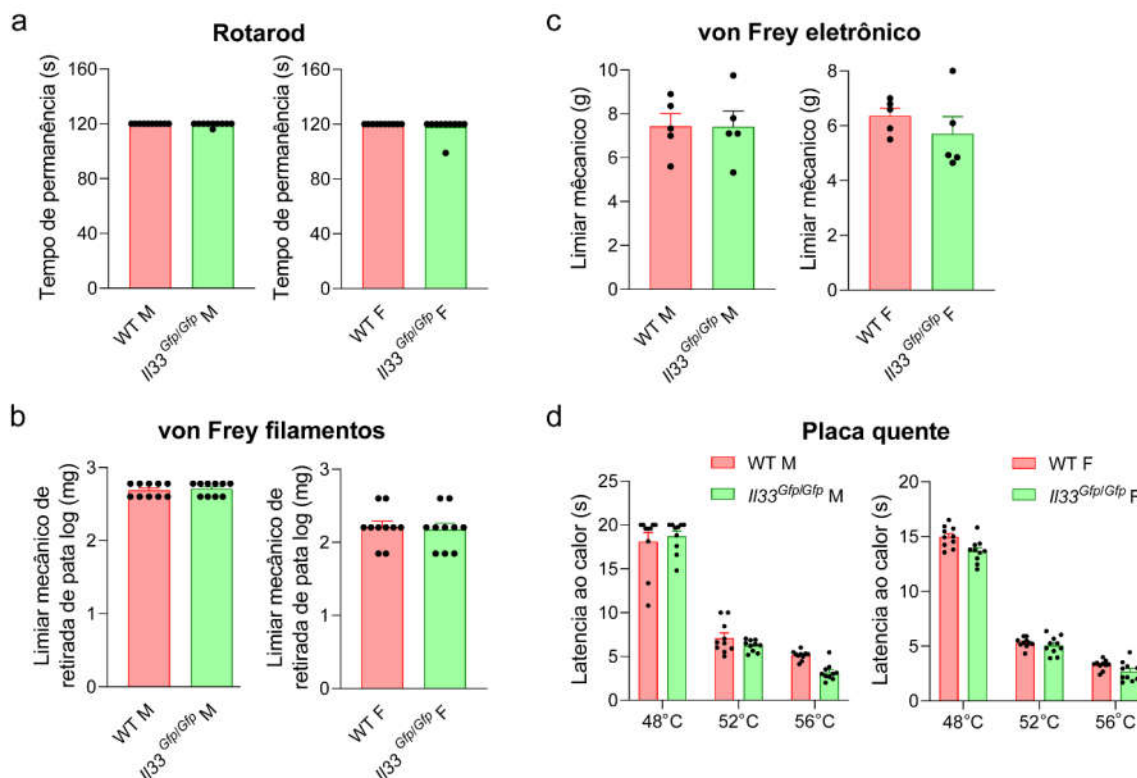 a
Rotarod
Tempo de permanência (s)
160
120
80
40
0
WT M
Il33 Gfp/Gfp M
Tempo de permanência (s)
160
120
80
40
0
WT F
Il33 Gfp/Gfp F
c
von Frey eletrônico
Limiar mêcanico (g)
10
8
6
4
2
0
WT M
Il33 Gfp/Gfp M
Limiar mêcanico (g)
8
6
4
2
0
WT F
Il33 Gfp/Gfp F
b
von Frey filamentos
Limiar mecânico de
retirada de pata log (mg)
3
2
1
0
WT M
Il33 Gfp/Gfp M
Limiar mecânico de
retirada de pata log (mg)
3
2
1
0
WT F
Il33 Gfp/Gfp F
d
Placa quente
WT M
Il33Gfp/Gfp M
Latencia ao calor (s)
25
20
15
10
5
0
48°C 52°C 56°C
WT F
Il33Gfp/Gfp F
Latencia ao calor (s)
20
15
10
5
0
48°C 52°C 56°C